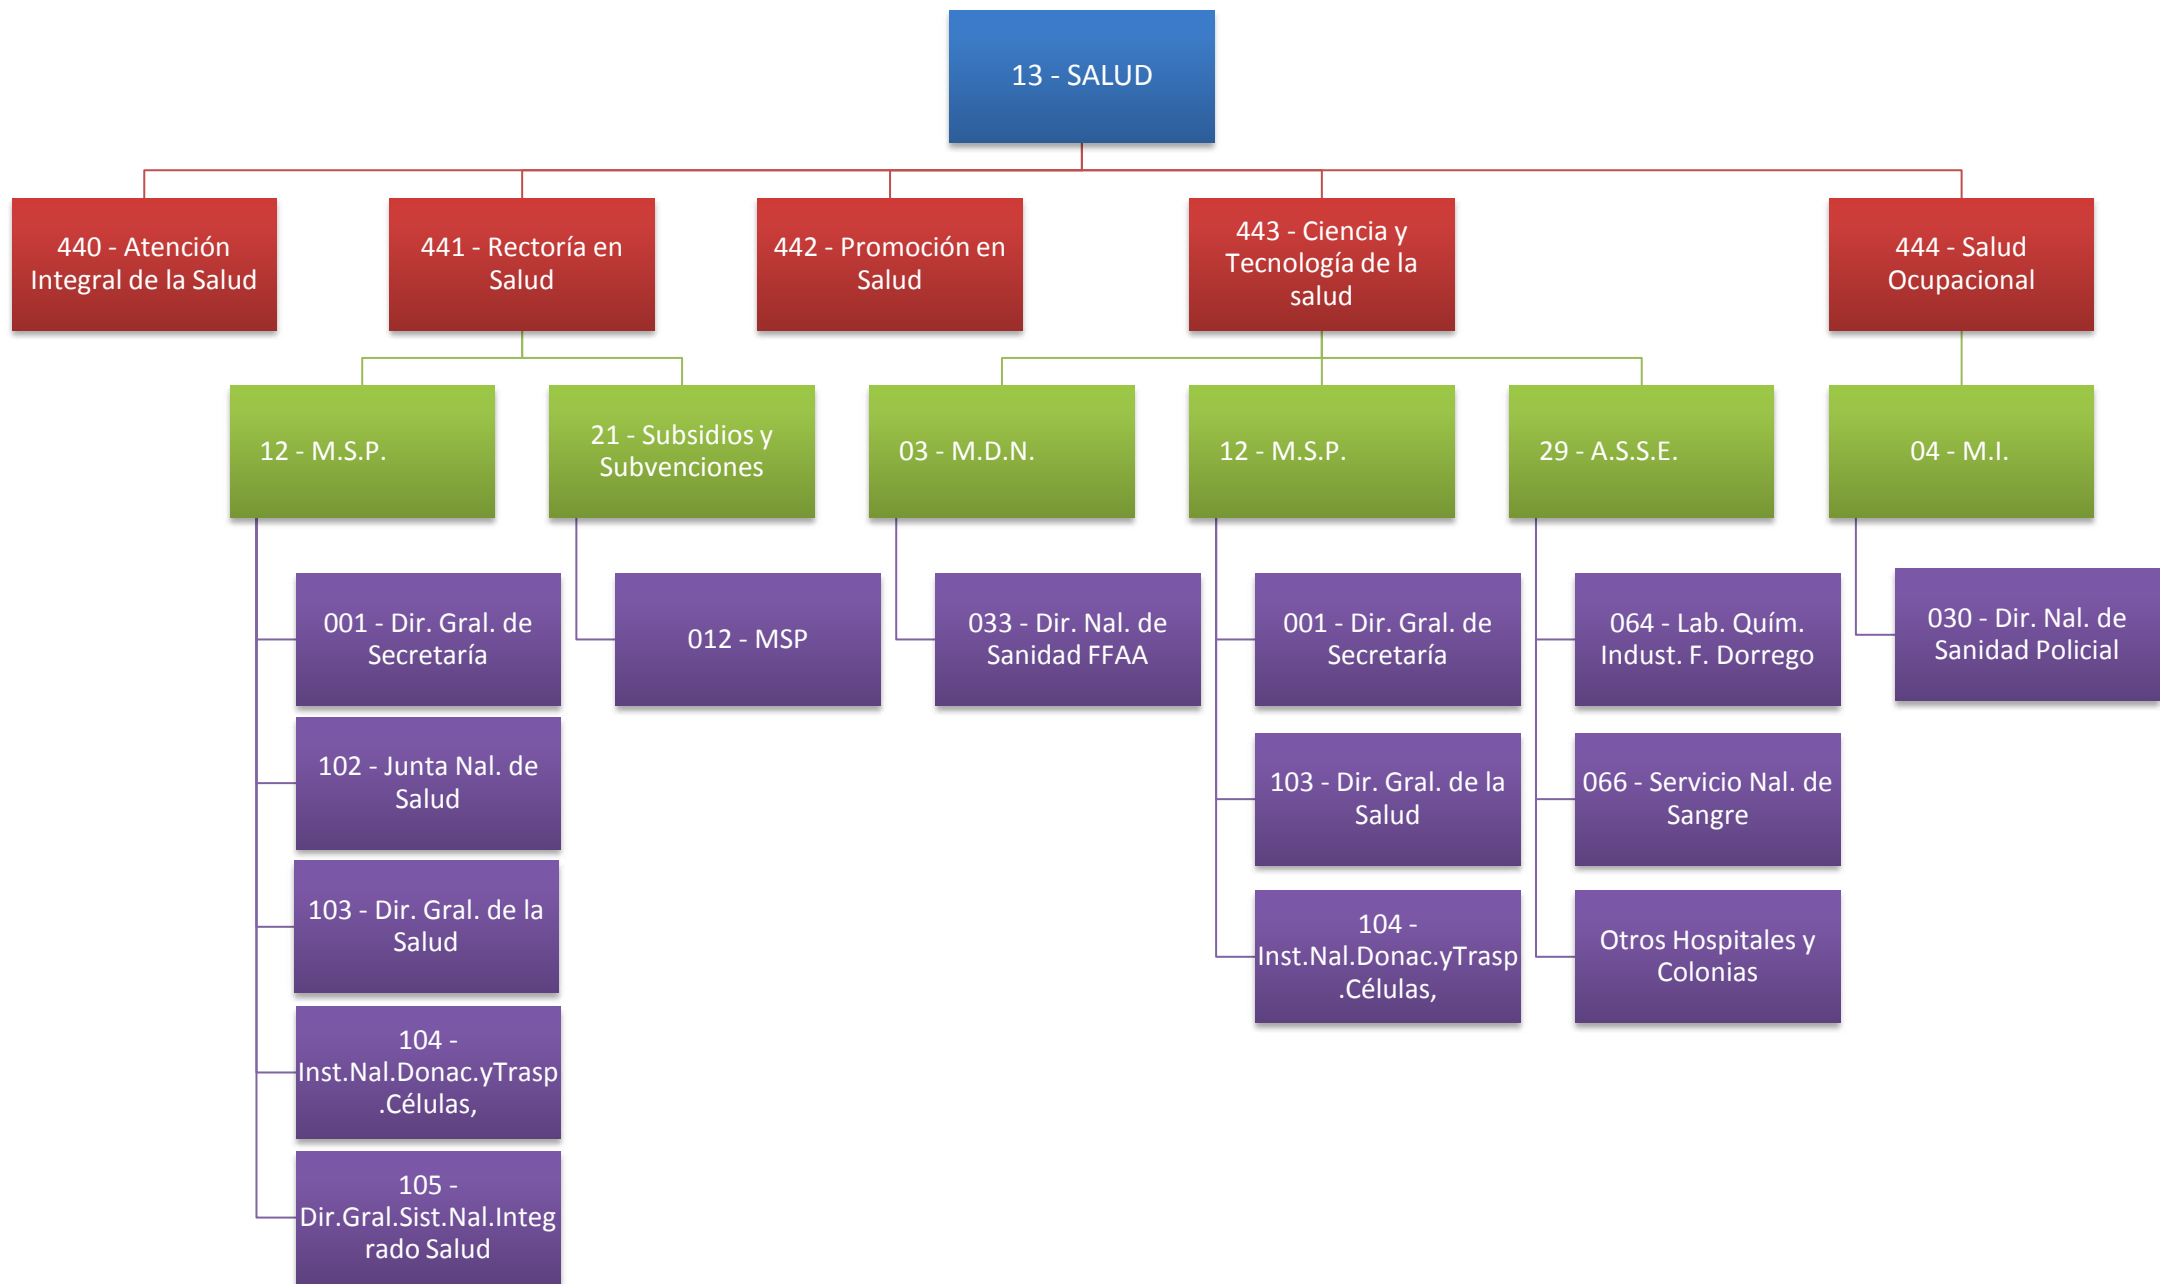 13 - SALUD
440 - Atención
Integral de la Salud
441 - Rectoría en
Salud
442 - Promoción en
Salud
443 - Ciencia y
Tecnología de la
salud
444 - Salud
Ocupacional
12 - M.S.P.
21 - Subsidios y
Subvenciones
03 - M.D.N.
12 - M.S.P.
29 - A.S.S.E.
04 - M.I.
001 - Dir. Gral. de
Secretaría
012 - MSP
033 - Dir. Nal. de
Sanidad FFAA
001 - Dir. Gral. de
Secretaría
064 - Lab. Quím.
Indust. F. Dorrego
030 - Dir. Nal. de
Sanidad Policial
102 - Junta Nal. de
Salud
103 - Dir. Gral. de la
Salud
066 - Servicio Nal. de
Sangre
103 - Dir. Gral. de la
Salud
104 -
Inst.Nal.Donac.yTrasp
.Células,
Otros Hospitales y
Colonias
104 -
Inst.Nal.Donac.yTrasp
.Células,
105 -
Dir.Gral.Sist.Nal.Integ
rado Salud